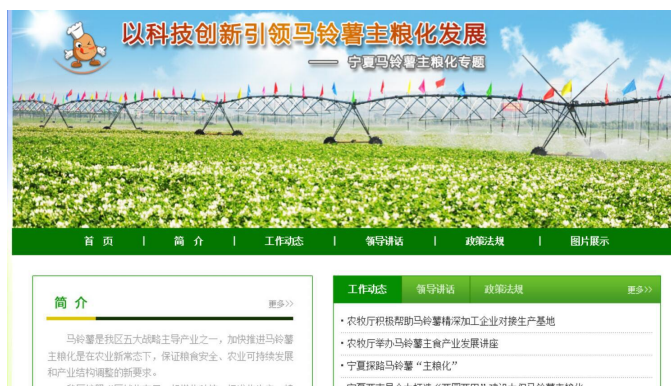 以科技创新引领马铃薯主粮化发展
—— 宁夏马铃薯主粮化专题
首 页 | 简 介 | 工作动态 | 领导讲话 | 政策法规 | 图片展示
简 介 更多>>
马铃薯是我区五大战略主导产业之一，加快推进马铃薯
主粮化是在农业新常态下，保证粮食安全、农业可持续发展
和产业结构调整的新要求。
工作动态 领导讲话 政策法规 更多>>
·农牧厅积极帮助马铃薯精深加工企业对接生产基地
·农牧厅举办马铃薯主食产业发展讲座
·宁夏探路马铃薯“主粮化”